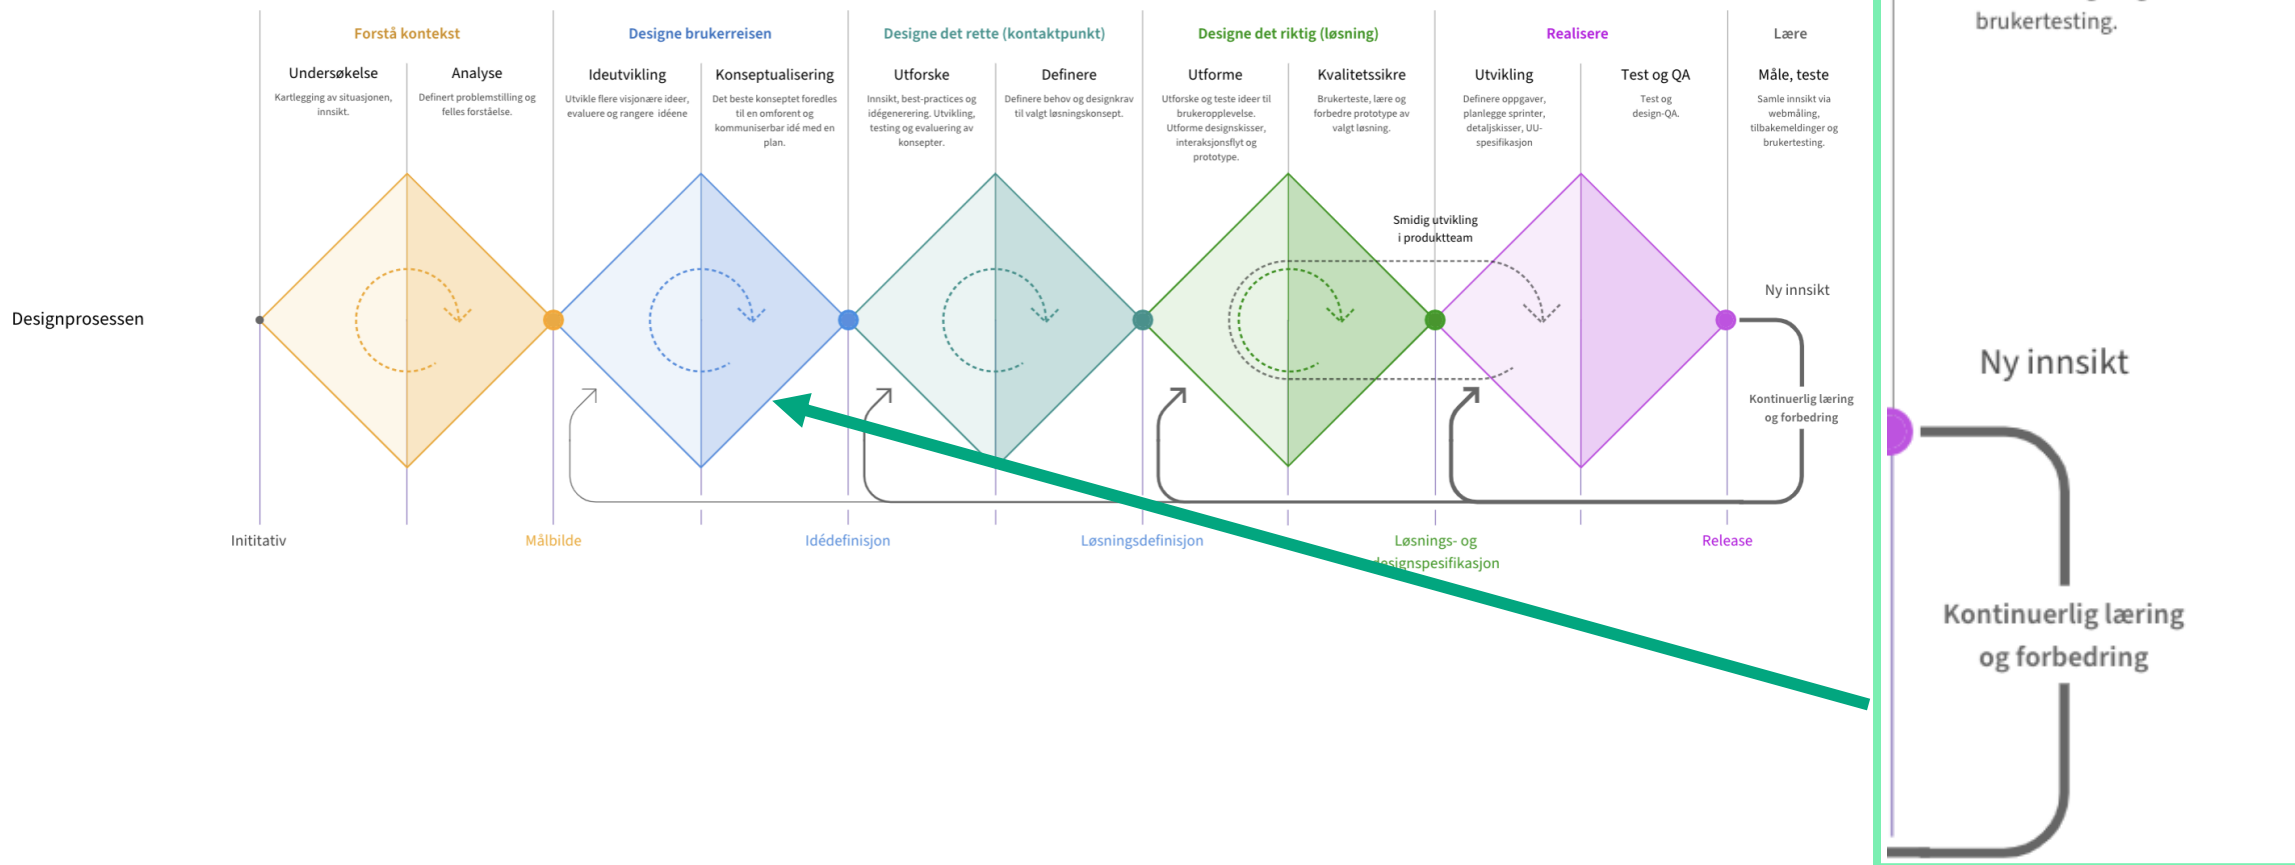 Forstå kontekst
Undersøkelse
Kartlegging av situasjonen,
innsikt.
Analyse
Definert problemstilling og
felles forståelse.
Designe brukerreisen
Ideutvikling
Utvikle flere visjonære ideer,
evaluere og rangere idéene
Konseptualisering
Det beste konseptet foredles
til en omforent og
kommuniserbar idé med en
plan.
Designe det rette (kontaktpunkt)
Utforske
Innsikt, best-practices og
idégenerering. Utvikling,
testing og evaluering av
konsepter.
Definere
Definere behov og designkrav
til valgt løsningskonsept.
Designe det riktig (løsning)
Utforme
Utforske og teste ideer til
brukeropplevelse.
Utforme designskisser,
interaksjonsflyt og
prototype.
Kvalitetssikre
Brukerteste, lære og
forbedre prototype av
valgt løsning.
Realisere
Utvikling
Definere oppgaver,
planlegge sprinter,
detaljskisser, UU-
spesifikasjon
Test og QA
Test og
design-QA.
Lære
Måle, teste
Samle innsikt via
webmåling,
tilbakemeldinger og
brukertesting.
Smidig utvikling
i produktteam
Designprosessen
Ny innsikt
Kontinuerlig læring
og forbedring
Inititativ
Målbilde
Idédefinisjon
Løsningsdefinisjon
Løsnings- og
designspesifikasjon
Release
brukertesting.
Ny innsikt
Kontinuerlig læring
og forbedring